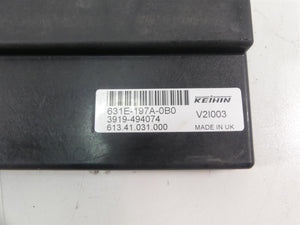 KEIHIN
631E-197A-0B0
V2I003
3919-494074
613.41.031.000
MADE IN UK